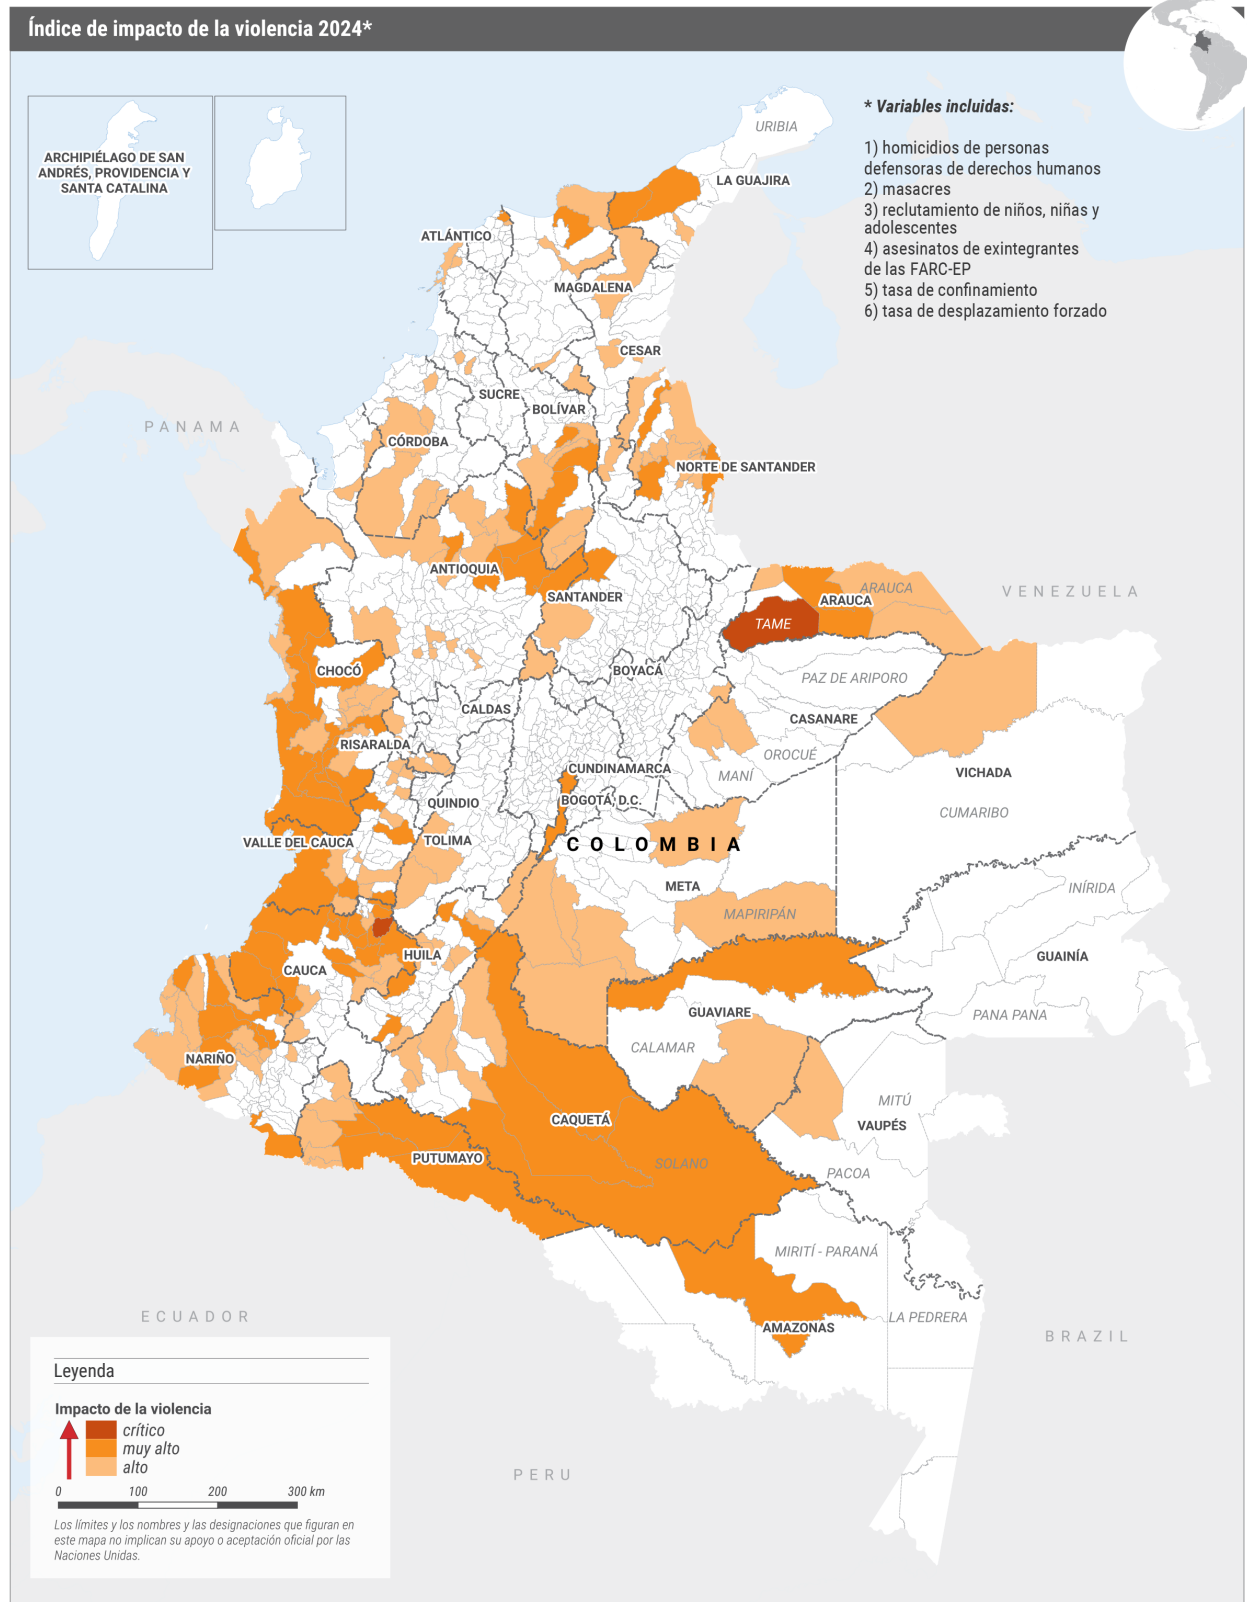 Índice de impacto de la violencia 2024*
* Variables incluidas:
1) homicidios de personas
defensoras de derechos humanos
2) masacres
3) reclutamiento de niños, niñas y
adolescentes
4) asesinatos de exintegrantes
de las FARC-EP
5) tasa de confinamiento
6) tasa de desplazamiento forzado
ARCHIPIÉLAGO DE SAN
ANDRÉS, PROVIDENCIA Y
SANTA CATALINA
URIBIA
LA GUAJIRA
ATLÁNTICO
MAGDALENA
CESAR
SUCRE
BOLÍVAR
PANAMA
CÓRDOBA
NORTE DE SANTANDER
ANTIOQUIA
SANTANDER
ARAUCA
ARAUCA
VENEZUELA
TAME
CHOCÓ
BOYACÁ
PAZ DE ARIPORO
CALDAS
CASANARE
RISARALDA
OROCUÉ
CUNDINAMARCA
MANÍ
VICHADA
QUINDIO
BOGOTÁ, D.C.
CUMARIBO
VALLE DEL CAUCA
TOLIMA
COLOMBIA
META
INÍRIDA
MAPIRIPÁN
HUILA
GUAINÍA
CAUCA
GUAVIARE
PANA PANA
CALAMAR
NARIÑO
MITÚ
CAQUETÁ
VAUPÉS
PUTUMAYO
SOLANO
PACOA
MIRITÍ - PARANÁ
ECUADOR
LA PEDRERA
AMAZONAS
BRAZIL
PERU
Leyenda
Impacto de la violencia
crítico
muy alto
alto
0 100 200 300 km
Los límites y los nombres y las designaciones que figuran en
este mapa no implican su apoyo o aceptación oficial por las
Naciones Unidas.